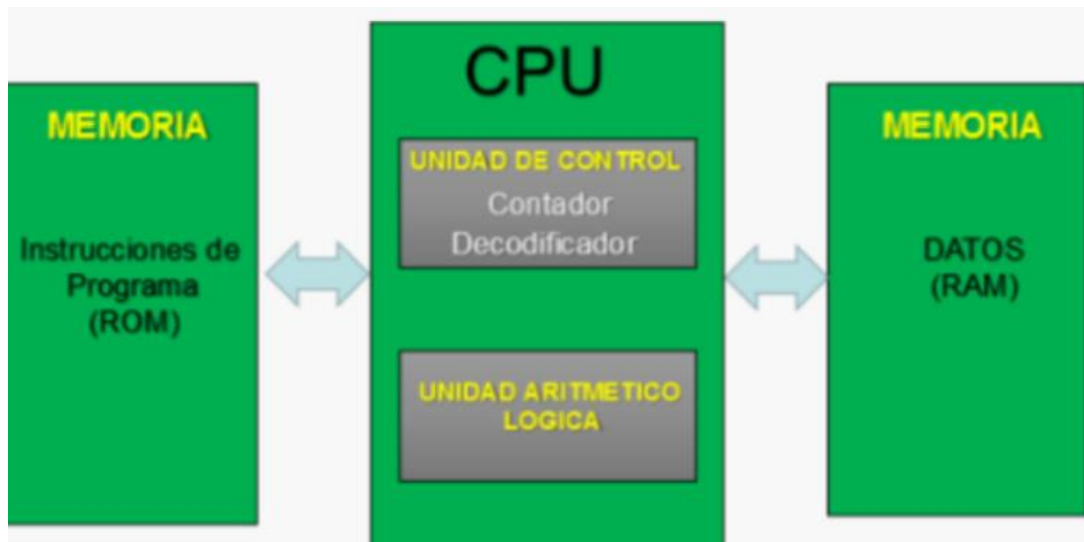 MEMORIA
Instrucciones de
Programa
(ROM)
CPU
UNIDAD DE CONTROL
Contador
Decodificador
UNIDAD ARITMETICO
LOGICA
MEMORIA
DATOS
(RAM)